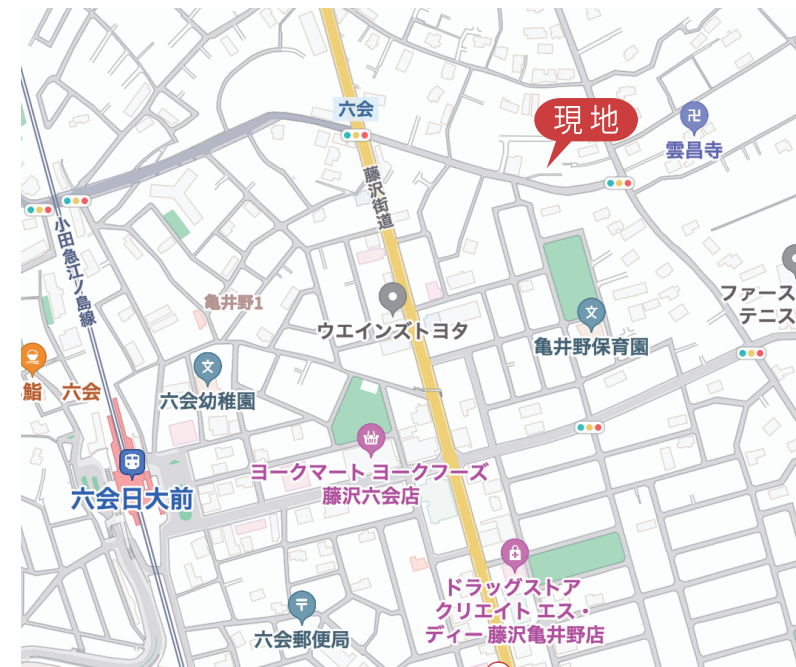 六会
現地
卍
雲昌寺
藤沢街道
小田急江ノ島線
亀井野1
ウエインズトヨタ
ファース
テニス
文
亀井野保育園
文
六会幼稚園
鮨 六会
ヨークマート ヨークフーズ
藤沢六会店
六会日大前
ドラッグストア
クリエイト エス・
ディー 藤沢亀井野店
〒
六会郵便局